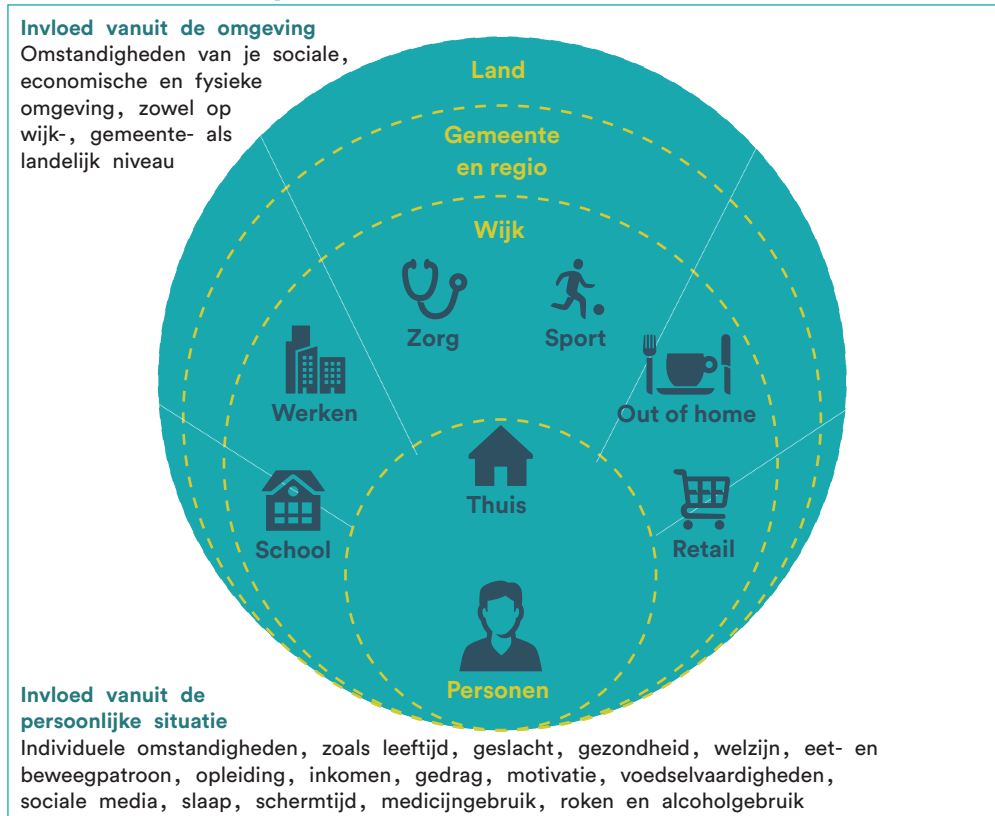 Invloed vanuit de omgeving
Omstandigheden van je sociale,
economische en fysieke
omgeving, zowel op
wijk-, gemeente- als
landelijk niveau
Land
Gemeente
en regio
Wijk
Zorg
Sport
Werken
Out of home
Thuis
School
Retail
Personen
Invloed vanuit de
persoonlijke situatie
Individuele omstandigheden, zoals leeftijd, geslacht, gezondheid, welzijn, eet- en
beweegpatroon, opleiding, inkomen, gedrag, motivatie, voedselvaardigheden,
sociale media, slaap, schermtijd, medicijngebruik, roken en alcoholgebruik